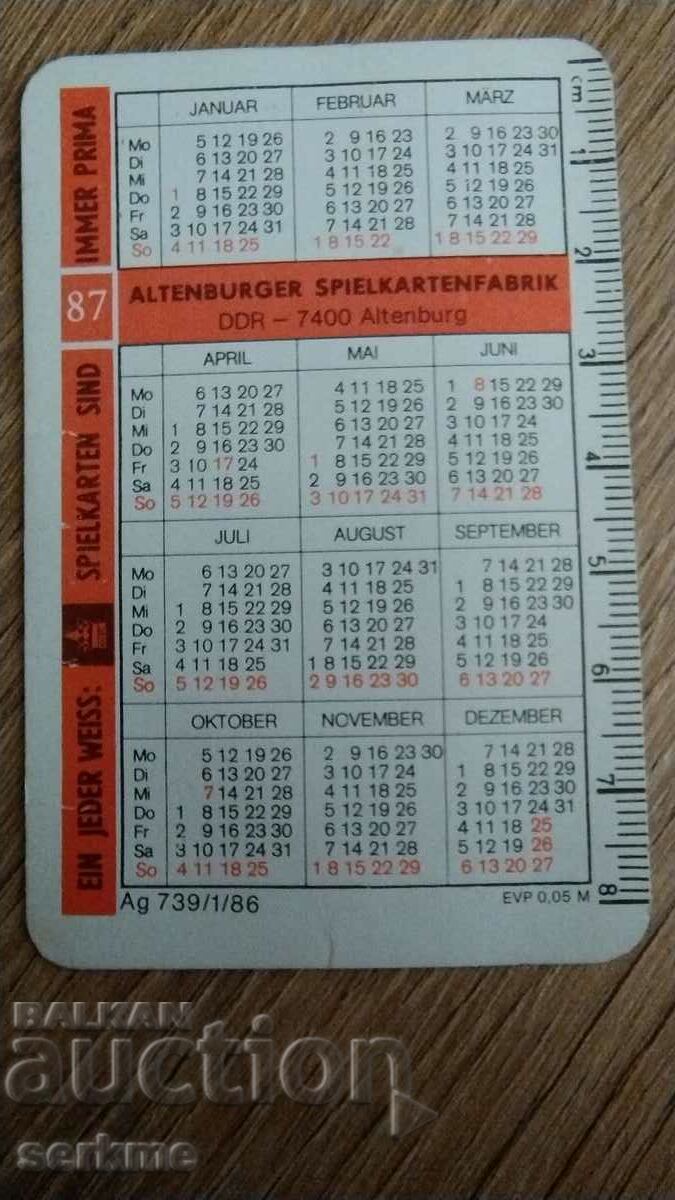 JANUAR FEBRUAR MÄRZ
Mo 5 12 19 26 2 9 16 23 2 9 16 23 30
Di 6 13 20 27 3 10 17 24 3 10 17 24 31
Mi 7 14 21 28 4 11 18 25 4 11 18 25
Do 1 8 15 22 29 5 12 19 26 5 12 19 26
Fr 2 9 16 23 30 6 13 20 27 6 13 20 27
Sa 3 10 17 24 31 7 14 21 28 7 14 21 28
So 4 11 18 25 1 8 15 22 1 8 15 22 29
87
ALTENBURGER SPIELKARTENFABRIK
DDR – 7400 Altenburg
APRIL MAI JUNI
Mo 6 13 20 27 4 11 18 25 1 8 15 22 29
Di 7 14 21 28 5 12 19 26 2 9 16 23 30
Mi 1 8 15 22 29 6 13 20 27 3 10 17 24
Do 2 9 16 23 30 7 14 21 28 4 11 18 25
Fr 3 10 17 24 1 8 15 22 29 5 12 19 26
Sa 4 11 18 25 2 9 16 23 30 6 13 20 27
So 5 12 19 26 3 10 17 24 31 7 14 21 28
JULI AUGUST SEPTEMBER
Mo 6 13 20 27 3 10 17 24 31 7 14 21 28
Di 7 14 21 28 4 11 18 25 1 8 15 22 29
Mi 1 8 15 22 29 5 12 19 26 2 9 16 23 30
Do 2 9 16 23 30 6 13 20 27 3 10 17 24
Fr 3 10 17 24 31 7 14 21 28 4 11 18 25
Sa 4 11 18 25 1 8 15 22 29 5 12 19 26
So 5 12 19 26 2 9 16 23 30 6 13 20 27
OKTOBER NOVEMBER DEZEMBER
Mo 5 12 19 26 2 9 16 23 30 7 14 21 28
Di 6 13 20 27 3 10 17 24 1 8 15 22 29
Mi 7 14 21 28 4 11 18 25 2 9 16 23 30
Do 1 8 15 22 29 5 12 19 26 3 10 17 24 31
Fr 2 9 16 23 30 6 13 20 27 4 11 18 25
Sa 3 10 17 24 31 7 14 21 28 5 12 19 26
So 4 11 18 25 1 8 15 22 29 6 13 20 27
Ag 739/1/86 EVP 0,05 M
EIN JEDER WEISS: SPIELKARTEN SIND IMMER PRIMA
cm 1 2 3 4 5 6 7 8
BALKAN
auction
serkme